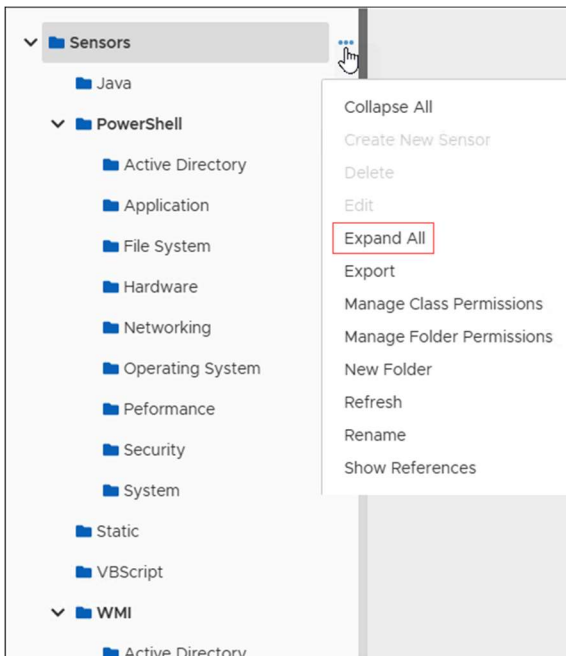 Sensors
Java
PowerShell
Active Directory
Application
File System
Hardware
Networking
Operating System
Peformance
Security
System
Static
VBScript
WMI
Active Directory
Collapse All
Create New Sensor
Delete
Edit
Expand All
Export
Manage Class Permissions
Manage Folder Permissions
New Folder
Refresh
Rename
Show References